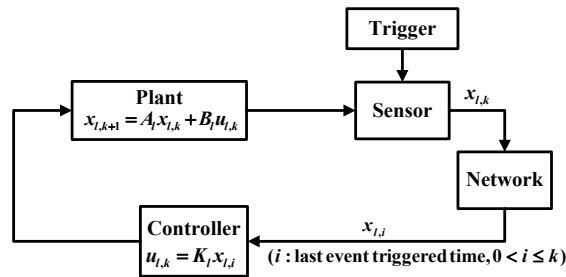 Trigger
Plant
x_{l,k+1} = A_l x_{l,k} + B_l u_{l,k}
Sensor
x_{l,k}
Network
Controller
u_{l,k} = K_l x_{l,i}
x_{l,i}
(i : last event triggered time, 0 < i ≤ k)